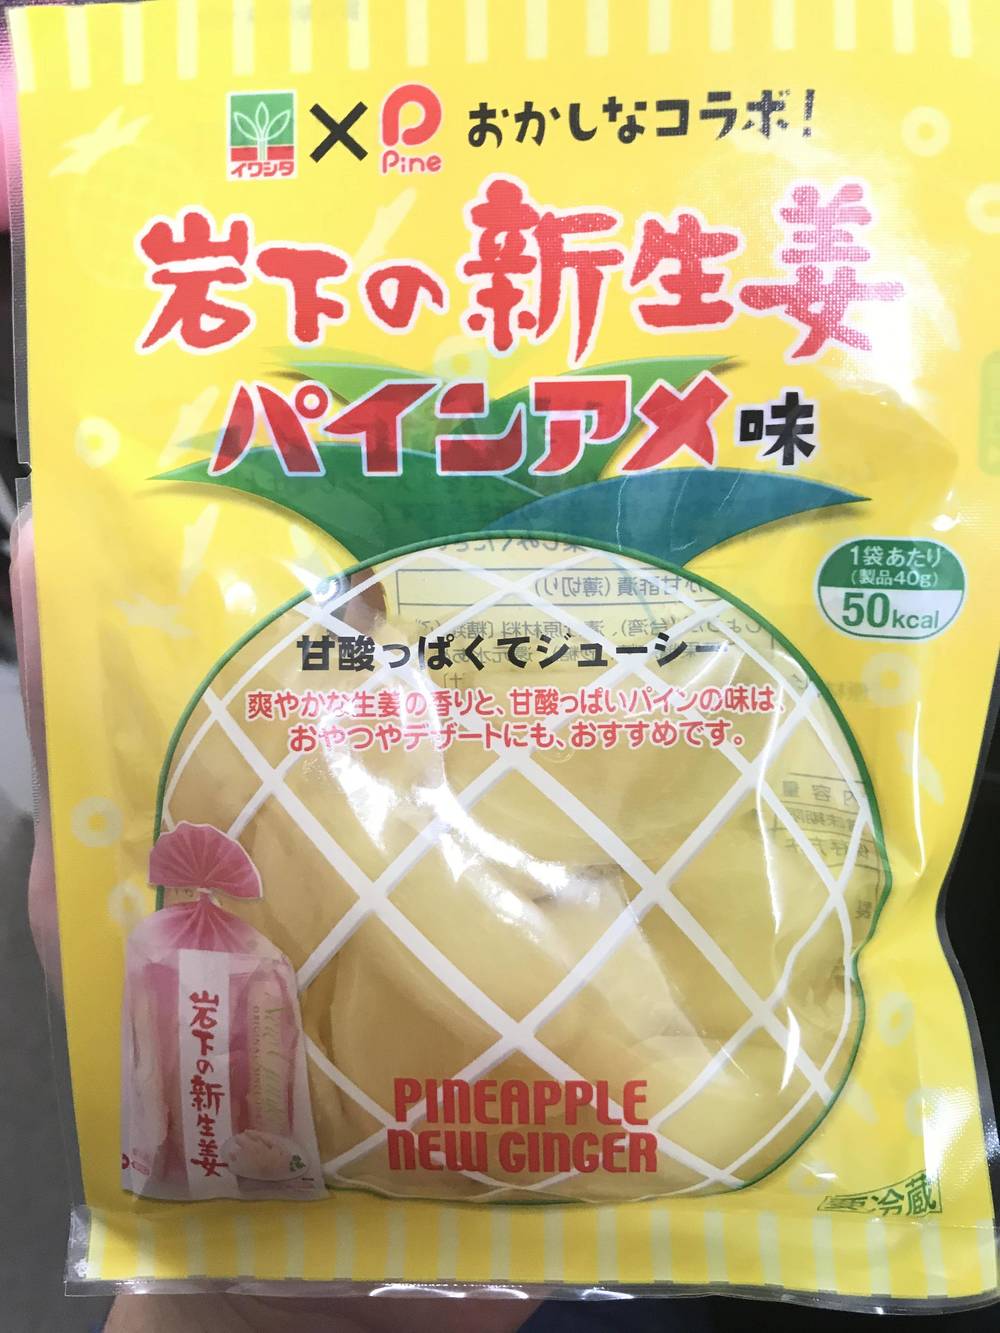 イワシタ × Pine おかしなコラボ!
岩下の新生姜
パインアメ味
1袋あたり
(製品40g)
50kcal
甘酸っぱくてジューシー
爽やかな生姜の香りと、甘酸っぱいパインの味は、
おやつやデザートにも、おすすめです。
岩下の新生姜
PINEAPPLE
NEW GINGER
要冷蔵